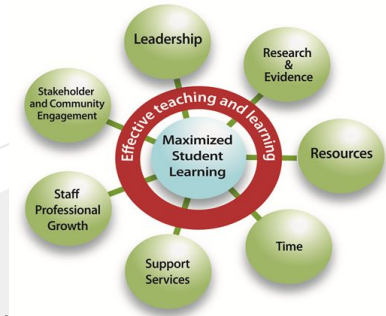 Leadership
Research
&
Evidence
Stakeholder
and Community
Engagement
Effective teaching and learning
Maximized
Student
Learning
Resources
Staff
Professional
Growth
Support
Services
Time